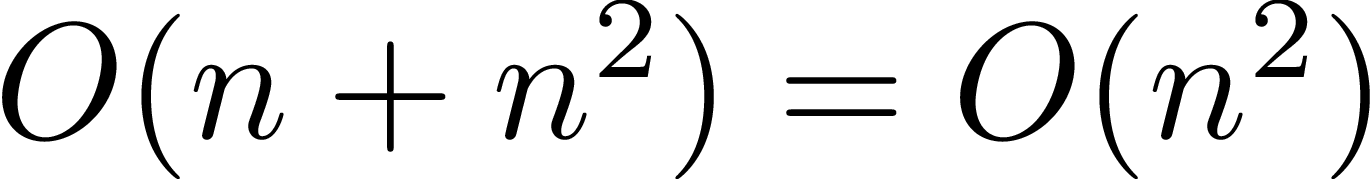 O(n + n²) = O(n²)